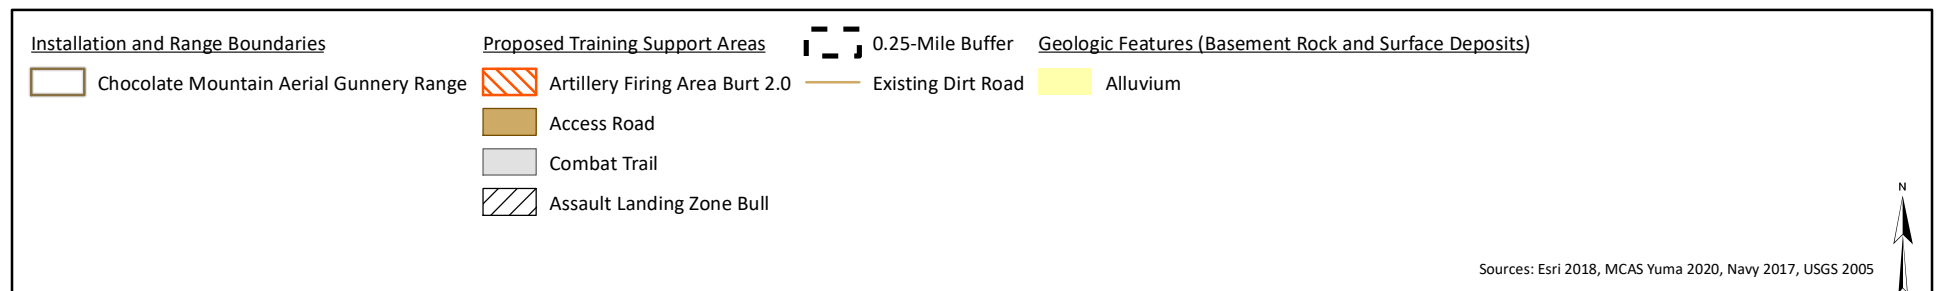 Installation and Range Boundaries
Chocolate Mountain Aerial Gunnery Range
Proposed Training Support Areas
Artillery Firing Area Burt 2.0
Access Road
Combat Trail
Assault Landing Zone Bull
0.25-Mile Buffer
Existing Dirt Road
Geologic Features (Basement Rock and Surface Deposits)
Alluvium
N
Sources: Esri 2018, MCAS Yuma 2020, Navy 2017, USGS 2005